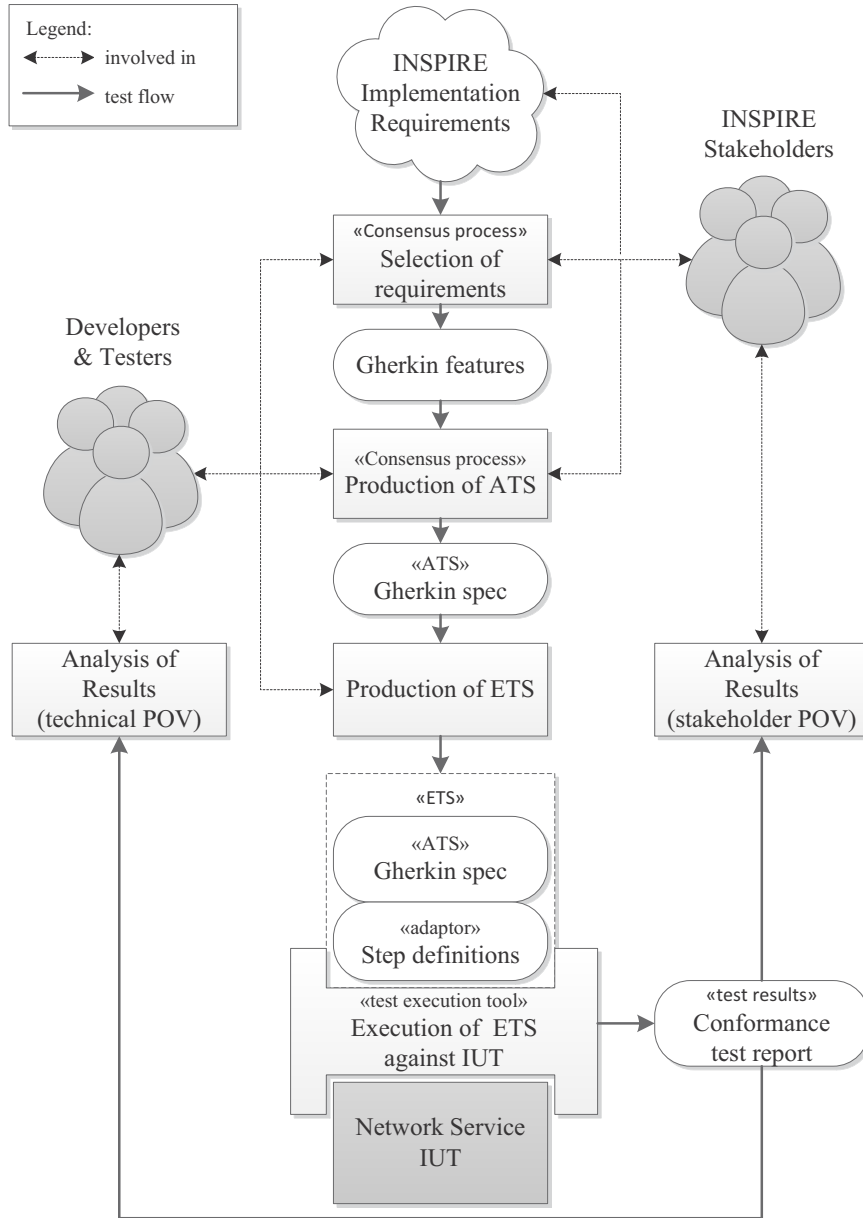 Legend:
involved in
test flow
INSPIRE
Implementation
Requirements
INSPIRE
Stakeholders
«Consensus process»
Selection of
requirements
Developers
& Testers
Gherkin features
«Consensus process»
Production of ATS
«ATS»
Gherkin spec
Analysis of
Results
(technical POV)
Production of ETS
Analysis of
Results
(stakeholder POV)
«ETS»
«ATS»
Gherkin spec
«adaptor»
Step definitions
«test execution tool»
Execution of ETS
against IUT
«test results»
Conformance
test report
Network Service
IUT